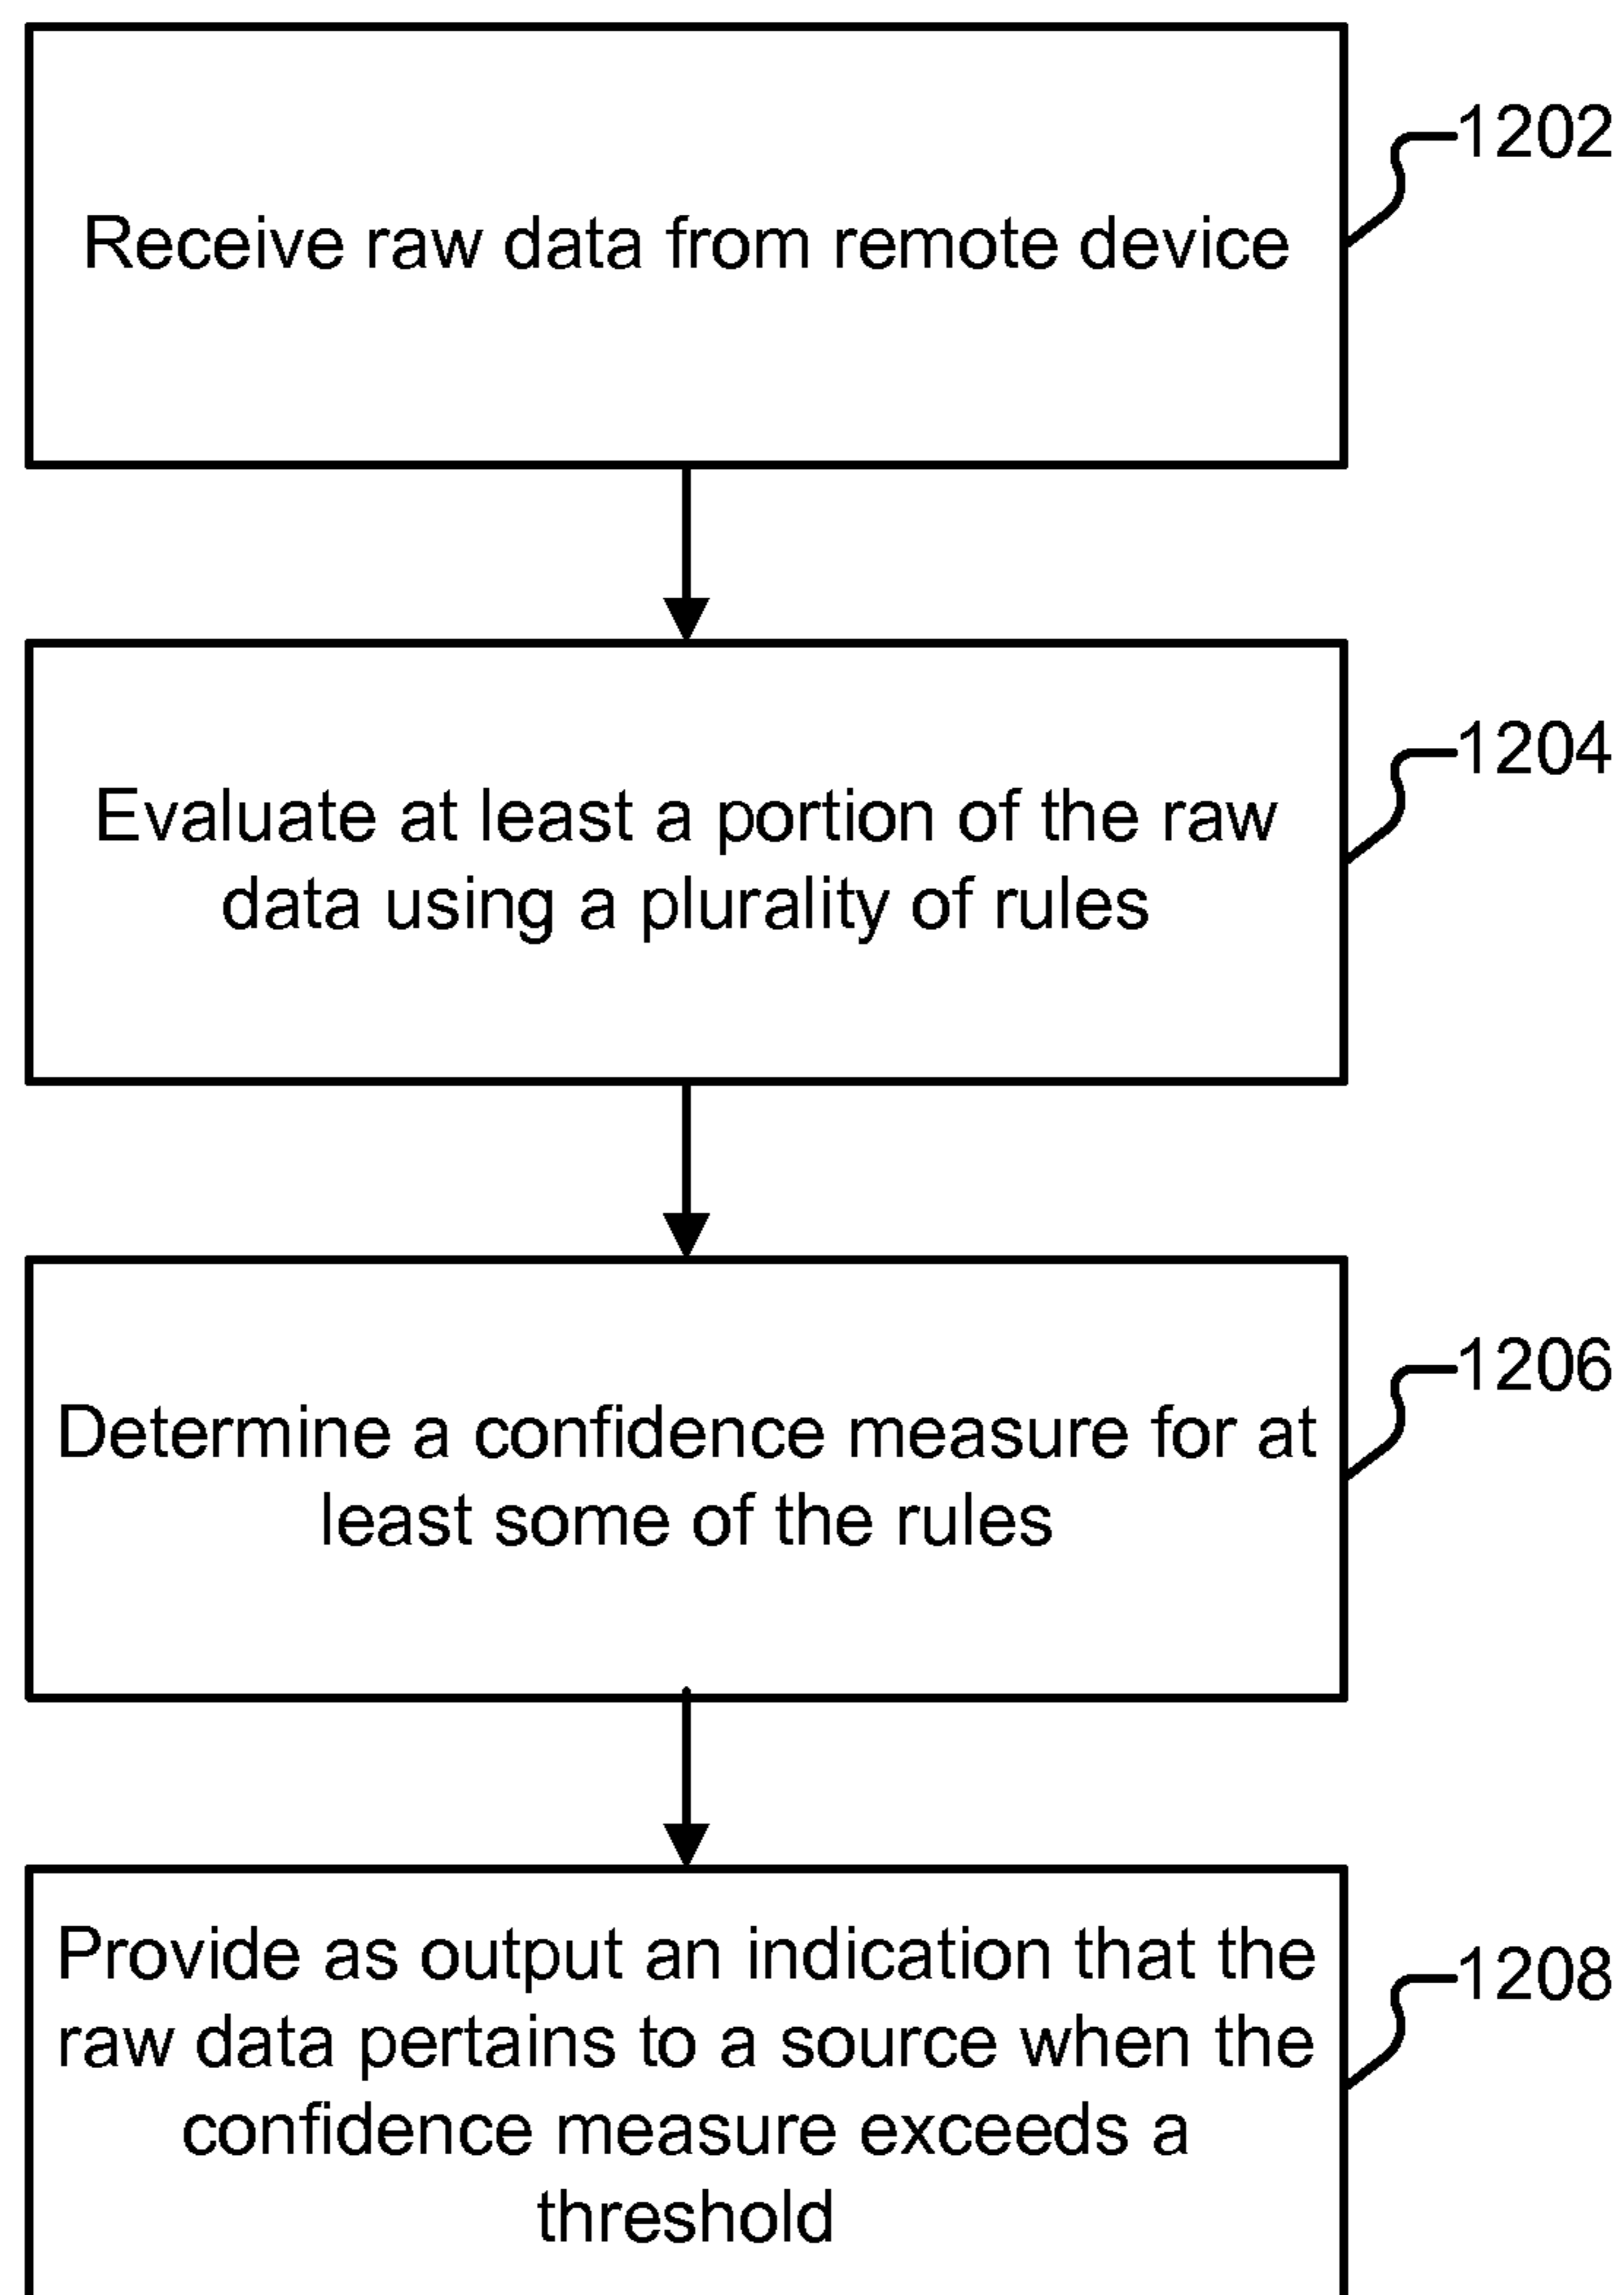 Receive raw data from remote device
1202
Evaluate at least a portion of the raw
data using a plurality of rules
1204
Determine a confidence measure for at
least some of the rules
1206
Provide as output an indication that the
raw data pertains to a source when the
confidence measure exceeds a
threshold
1208